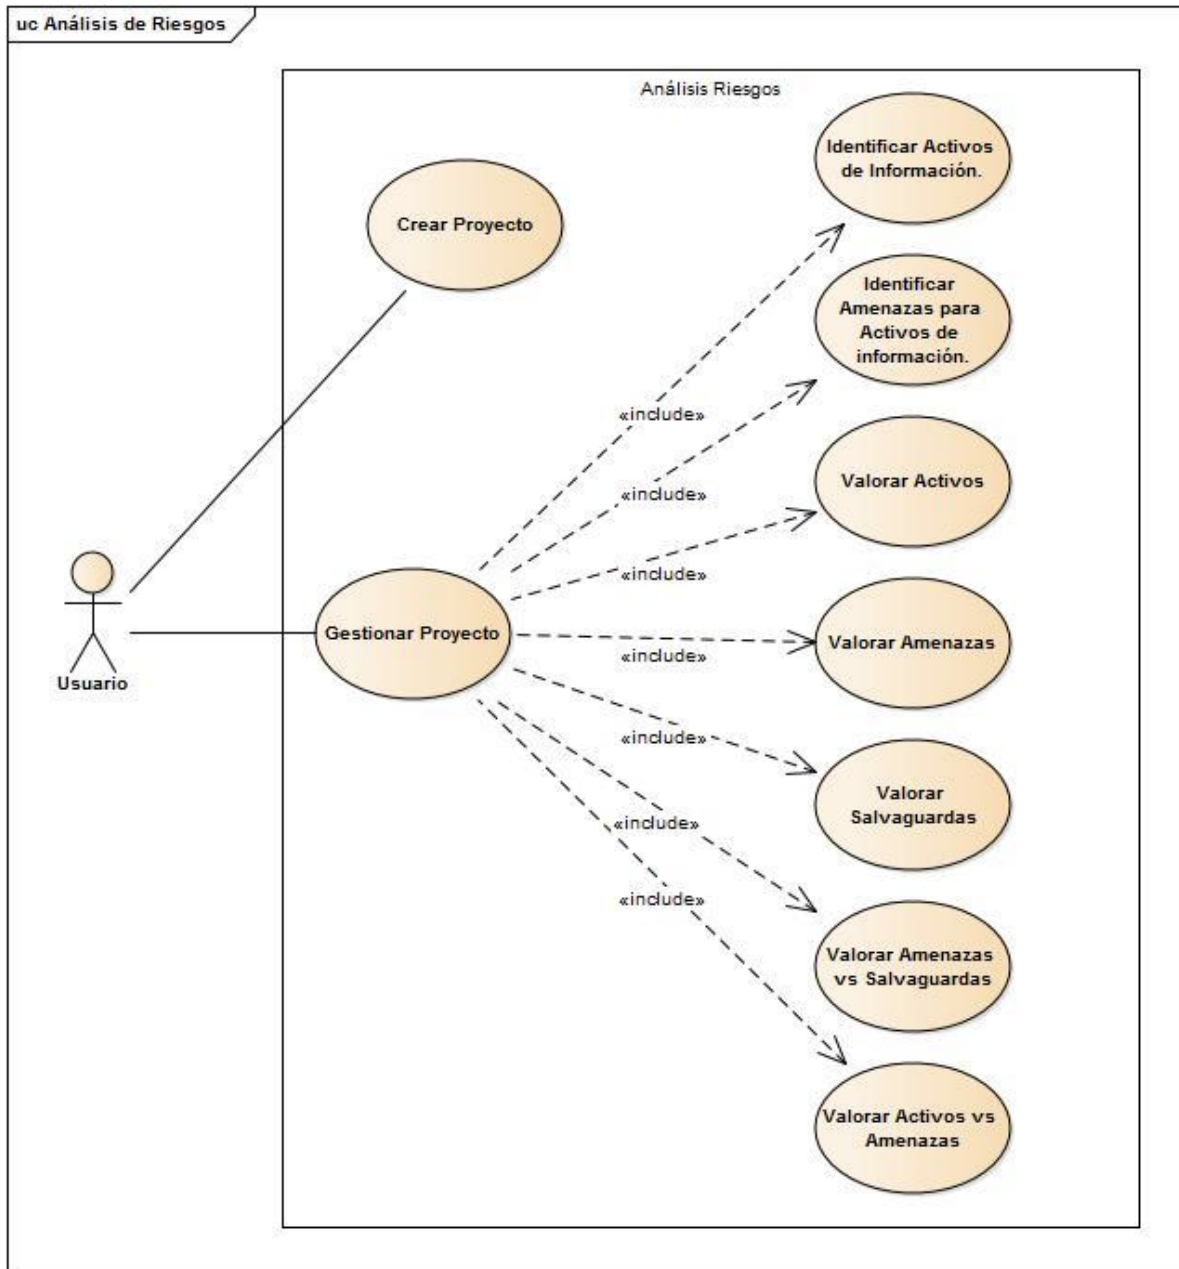 uc Análisis de Riesgos
Análisis Riesgos
Identificar Activos
de Información.
Crear Proyecto
Identificar
Amenazas para
Activos de
información.
«include»
Valorar Activos
«include»
«include»
Gestionar Proyecto
Valorar Amenazas
«include»
Usuario
«include»
Valorar
Salvaguardas
«include»
«include»
Valorar Amenazas
vs Salvaguardas
Valorar Activos vs
Amenazas